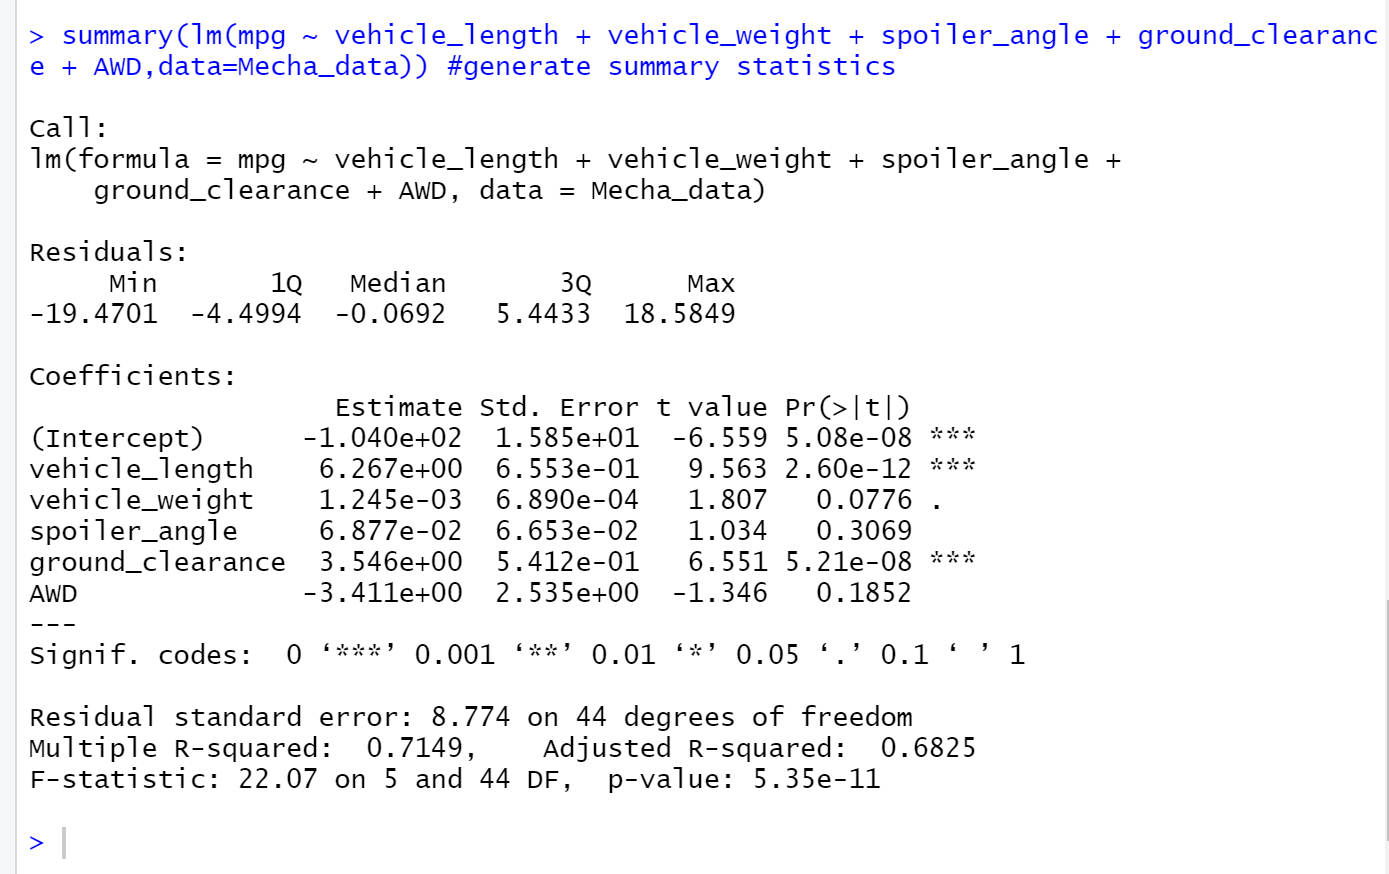 > summary(lm(mpg ~ vehicle_length + vehicle_weight + spoiler_angle + ground_clearanc
e + AWD,data=Mecha_data)) #generate summary statistics
Call:
lm(formula = mpg ~ vehicle_length + vehicle_weight + spoiler_angle +
    ground_clearance + AWD, data = Mecha_data)
Residuals:
     Min       1Q   Median       3Q      Max
-19.4701  -4.4994  -0.0692   5.4433  18.5849
Coefficients:
                   Estimate Std. Error t value Pr(>|t|)
(Intercept)      -1.040e+02  1.585e+01  -6.559 5.08e-08 ***
vehicle_length    6.267e+00  6.553e-01   9.563 2.60e-12 ***
vehicle_weight    1.245e-03  6.890e-04   1.807   0.0776 .
spoiler_angle     6.877e-02  6.653e-02   1.034   0.3069
ground_clearance  3.546e+00  5.412e-01   6.551 5.21e-08 ***
AWD              -3.411e+00  2.535e+00  -1.346   0.1852
---
Signif. codes:  0 ‘***’ 0.001 ‘**’ 0.01 ‘*’ 0.05 ‘.’ 0.1 ‘ ’ 1
Residual standard error: 8.774 on 44 degrees of freedom
Multiple R-squared:  0.7149,    Adjusted R-squared:  0.6825
F-statistic: 22.07 on 5 and 44 DF,  p-value: 5.35e-11
>